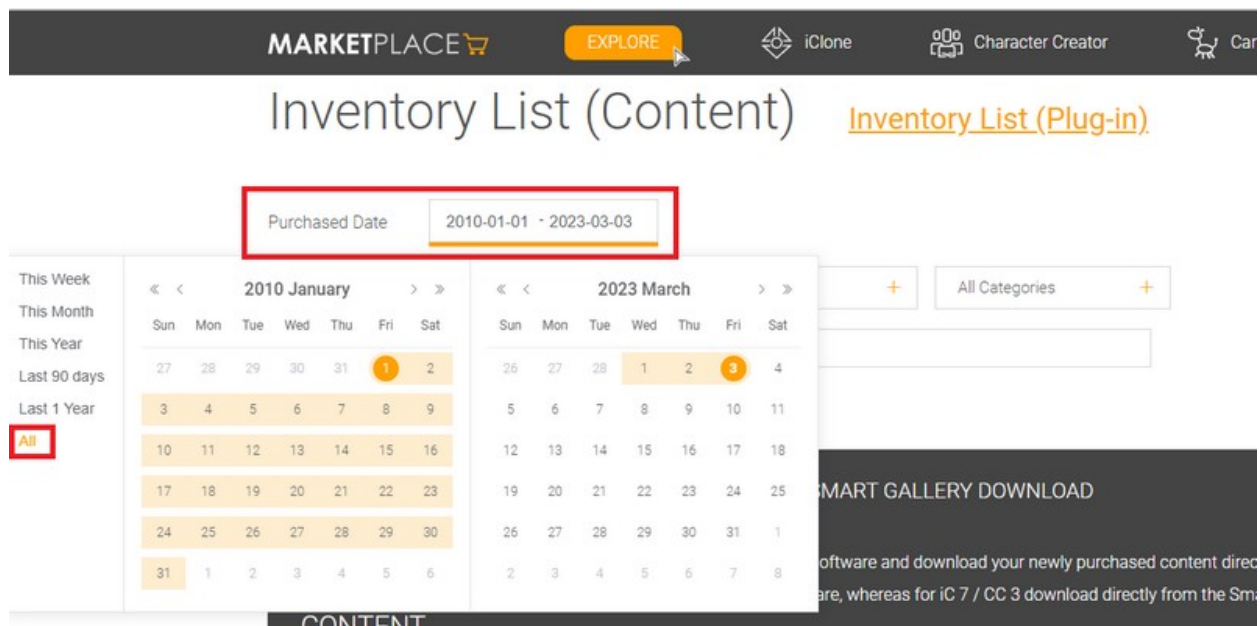 MARKETPLACE EXPLORE iClone Character Creator
Inventory List (Content) Inventory List (Plug-in)
Purchased Date 2010-01-01 - 2023-03-03
This Week
This Month
This Year
Last 90 days
Last 1 Year
All
« < 2010 January > »
Sun Mon Tue Wed Thu Fri Sat
27 28 29 30 31 1 2
3 4 5 6 7 8 9
10 11 12 13 14 15 16
17 18 19 20 21 22 23
24 25 26 27 28 29 30
31 1 2 3 4 5 6
« < 2023 March > »
Sun Mon Tue Wed Thu Fri Sat
26 27 28 1 2 3 4
5 6 7 8 9 10 11
12 13 14 15 16 17 18
19 20 21 22 23 24 25
26 27 28 29 30 31 1
2 3 4 5 6 7 8
+ All Categories +
SMART GALLERY DOWNLOAD
and download your newly purchased content
whereas for iC 7 / CC 3 download directly from the
CONTENT